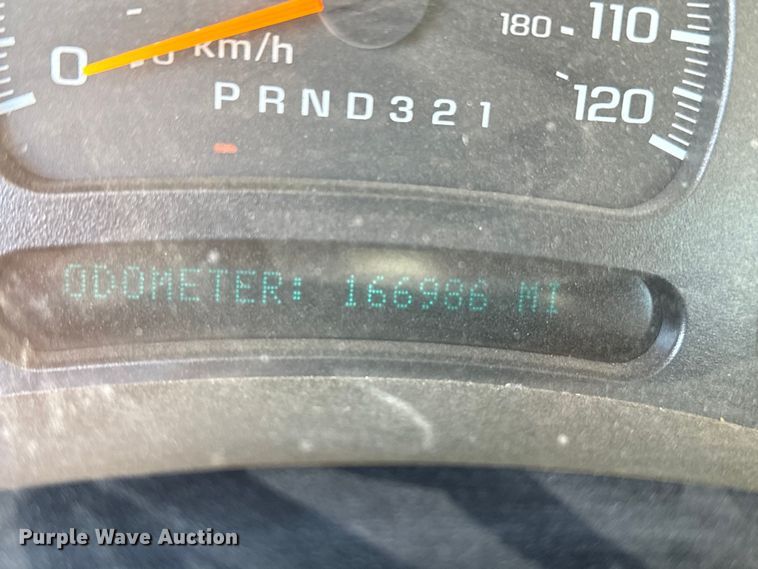 180 110
0 km/h
120
PRND321
ODOMETER: 166986 MI
Purple Wave Auction